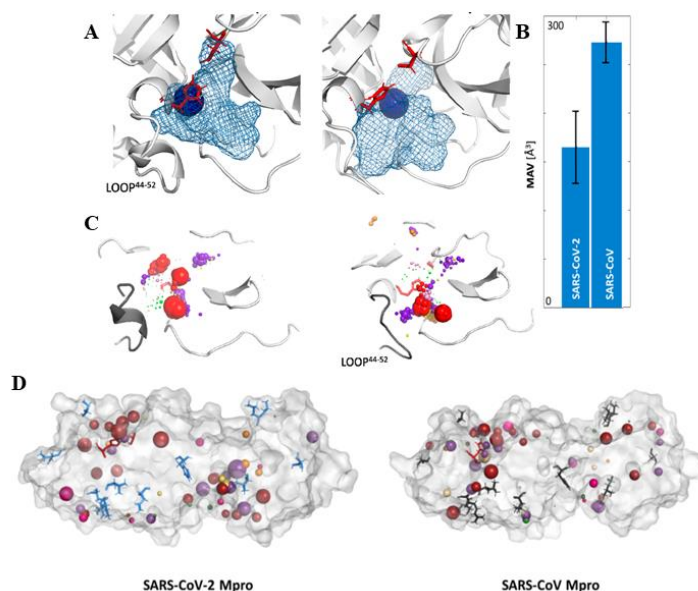 A
B
300
MAV [Å³]
SARS-CoV-2
SARS-CoV
0
LOOP⁴⁴⁻⁵²
C
LOOP⁴⁴⁻⁵²
D
SARS-CoV-2 Mpro
SARS-CoV Mpro